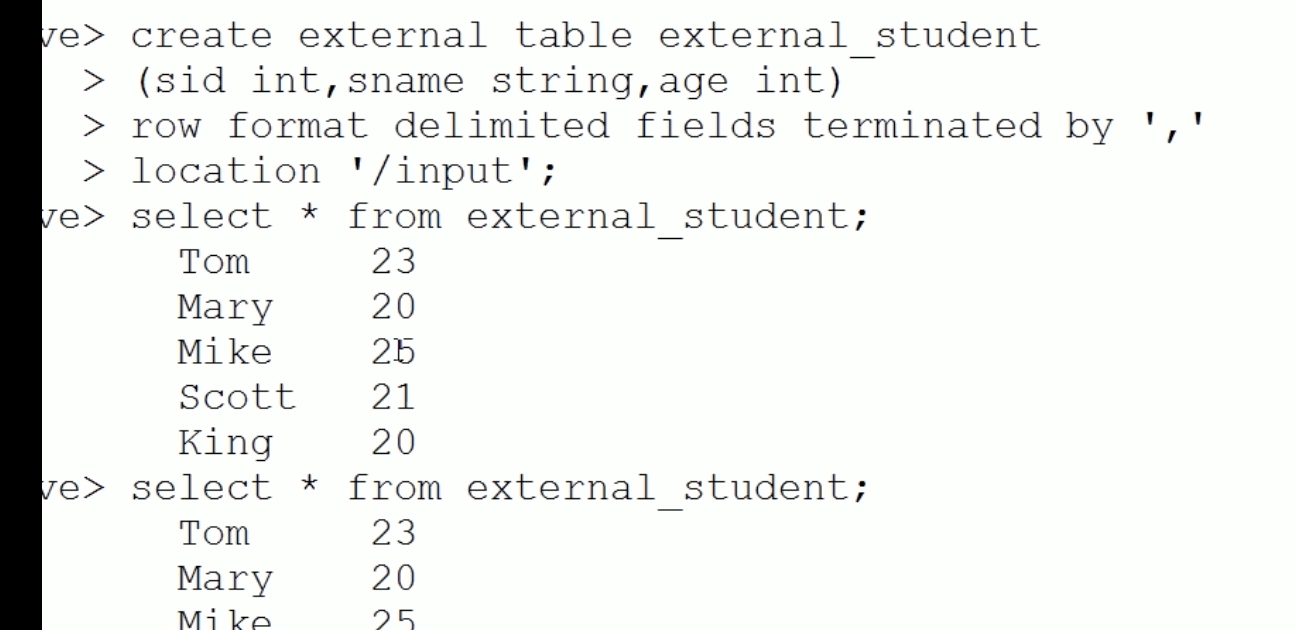 ve> create external table external_student
> (sid int,sname string,age int)
> row format delimited fields terminated by ','
> location '/input';
ve> select * from external_student;
Tom 23
Mary 20
Mike 25
Scott 21
King 20
ve> select * from external_student;
Tom 23
Mary 20
Mike 25